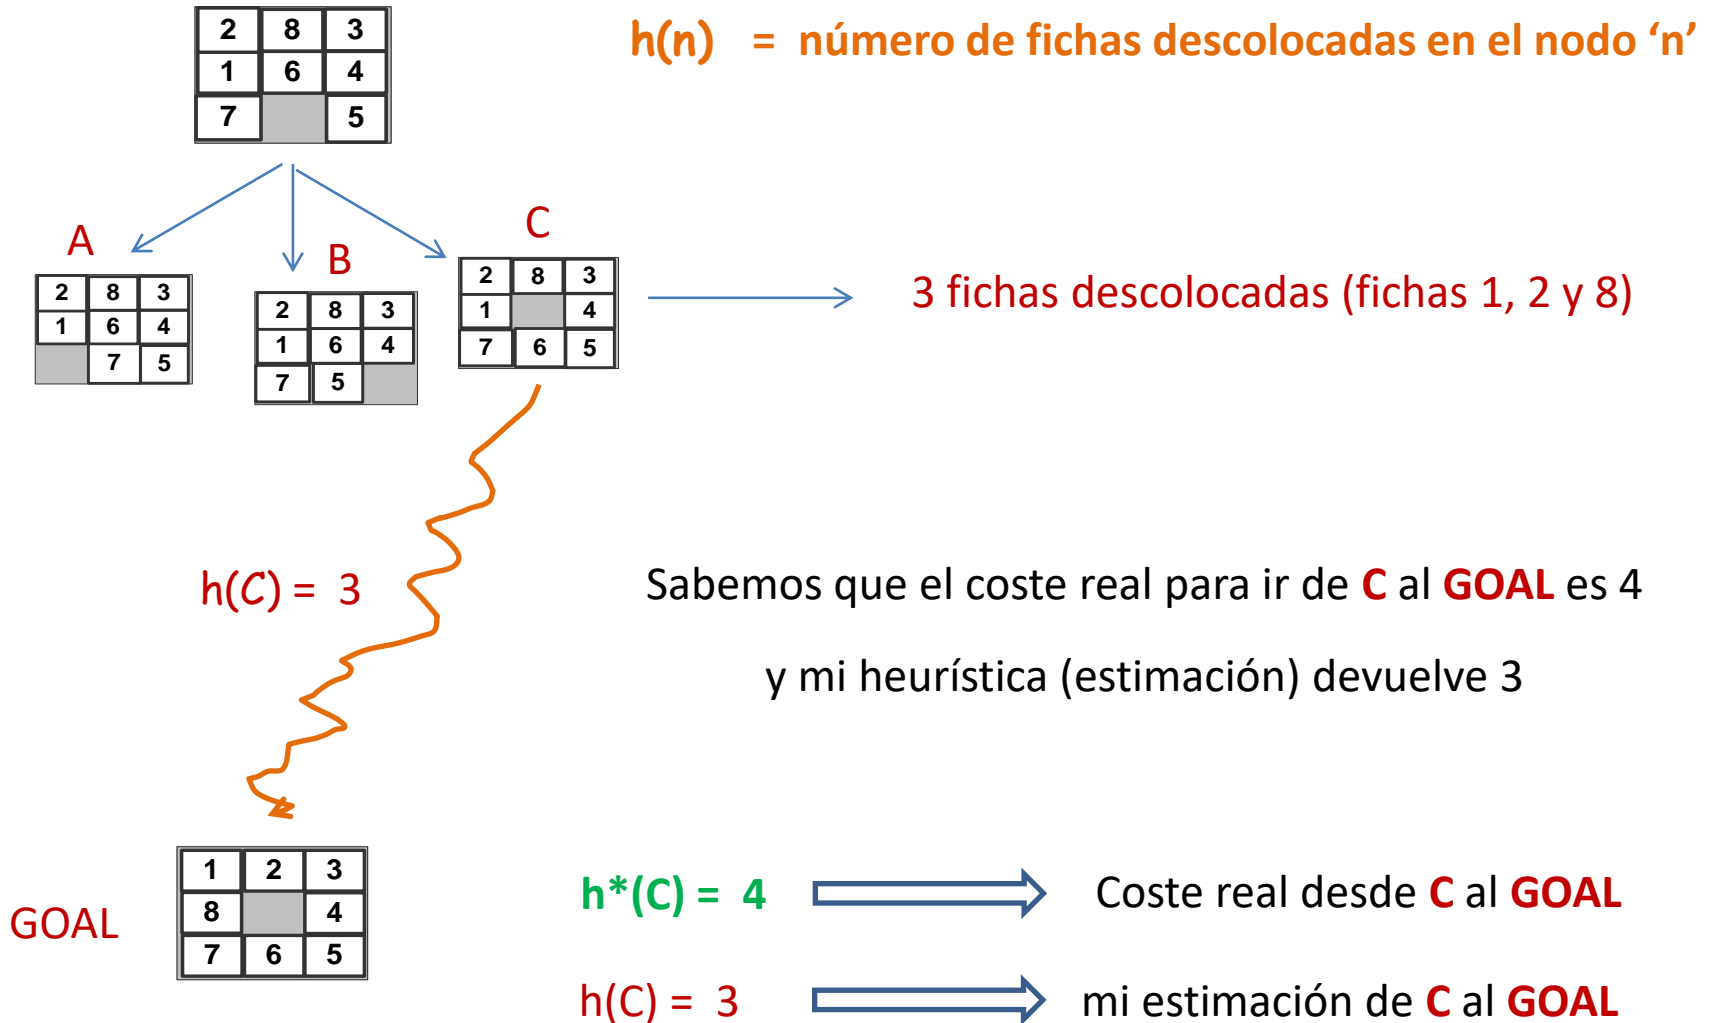 2 8 3
1 6 4
7 5
h(n) = número de fichas descolocadas en el nodo ‘n’
A
2 8 3
1 6 4
7 5
B
2 8 3
1 6 4
7 5
C
2 8 3
1 4
7 6 5
3 fichas descolocadas (fichas 1, 2 y 8)
h(C) = 3
Sabemos que el coste real para ir de C al GOAL es 4
y mi heurística (estimación) devuelve 3
GOAL
1 2 3
8 4
7 6 5
h*(C) = 4
Coste real desde C al GOAL
h(C) = 3
mi estimación de C al GOAL